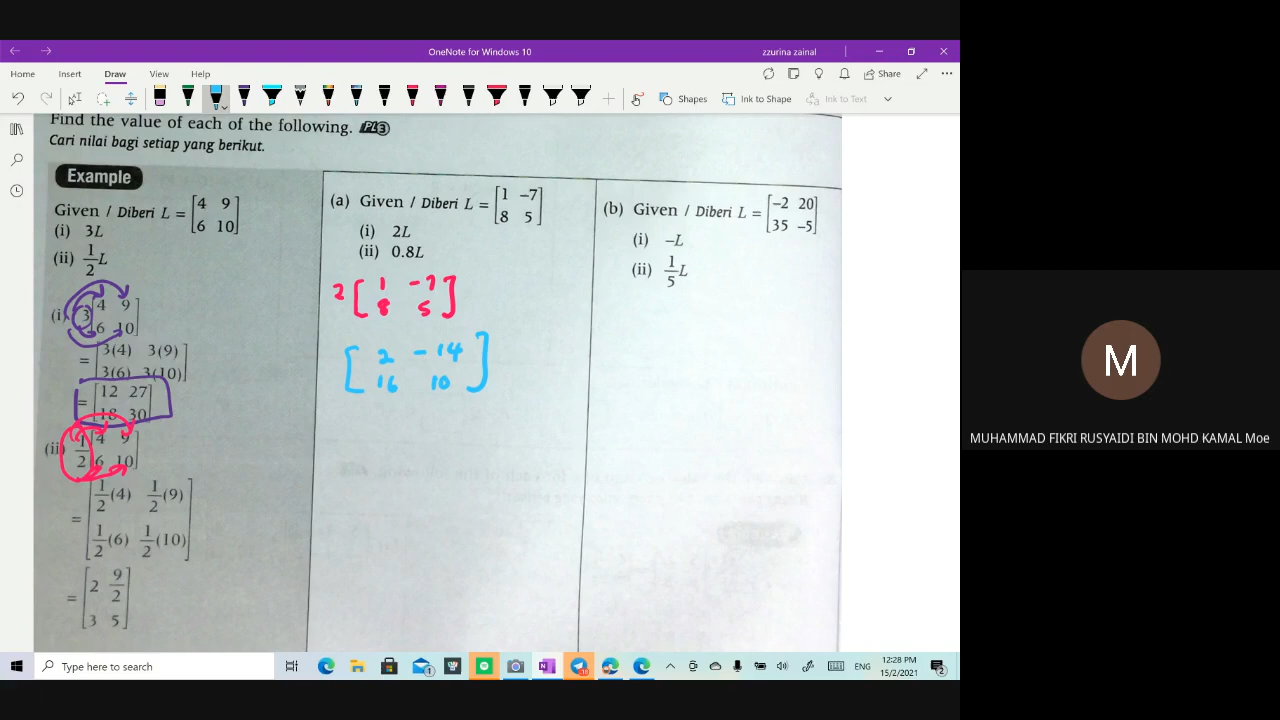 OneNote for Windows 10
zzurina zainal
Home Insert Draw View Help
Share
Shapes Ink to Shape Ink to Text
Find the value of each of the following. PL3
Cari nilai bagi setiap yang berikut.
Example
Given / Diberi L = [4 9
6 10]
(i) 3L
(ii) 1/2 L
(i) 3[4 9
6 10]
= [3(4) 3(9)
3(6) 3(10)]
= [12 27
18 30]
(ii) 1/2 [4 9
6 10]
= [1/2(4) 1/2(9)
1/2(6) 1/2(10)]
= [2 9/2
3 5]
(a) Given / Diberi L = [1 -7
8 5]
(i) 2L
(ii) 0.8L
2 [1 -7
8 5]
[2 -14
16 10]
(b) Given / Diberi L = [-2 20
35 -5]
(i) -L
(ii) 1/5 L
M
MUHAMMAD FIKRI RUSYAIDI BIN MOHD KAMAL Moe
Type here to search
ENG
12:28 PM
15/2/2021
2